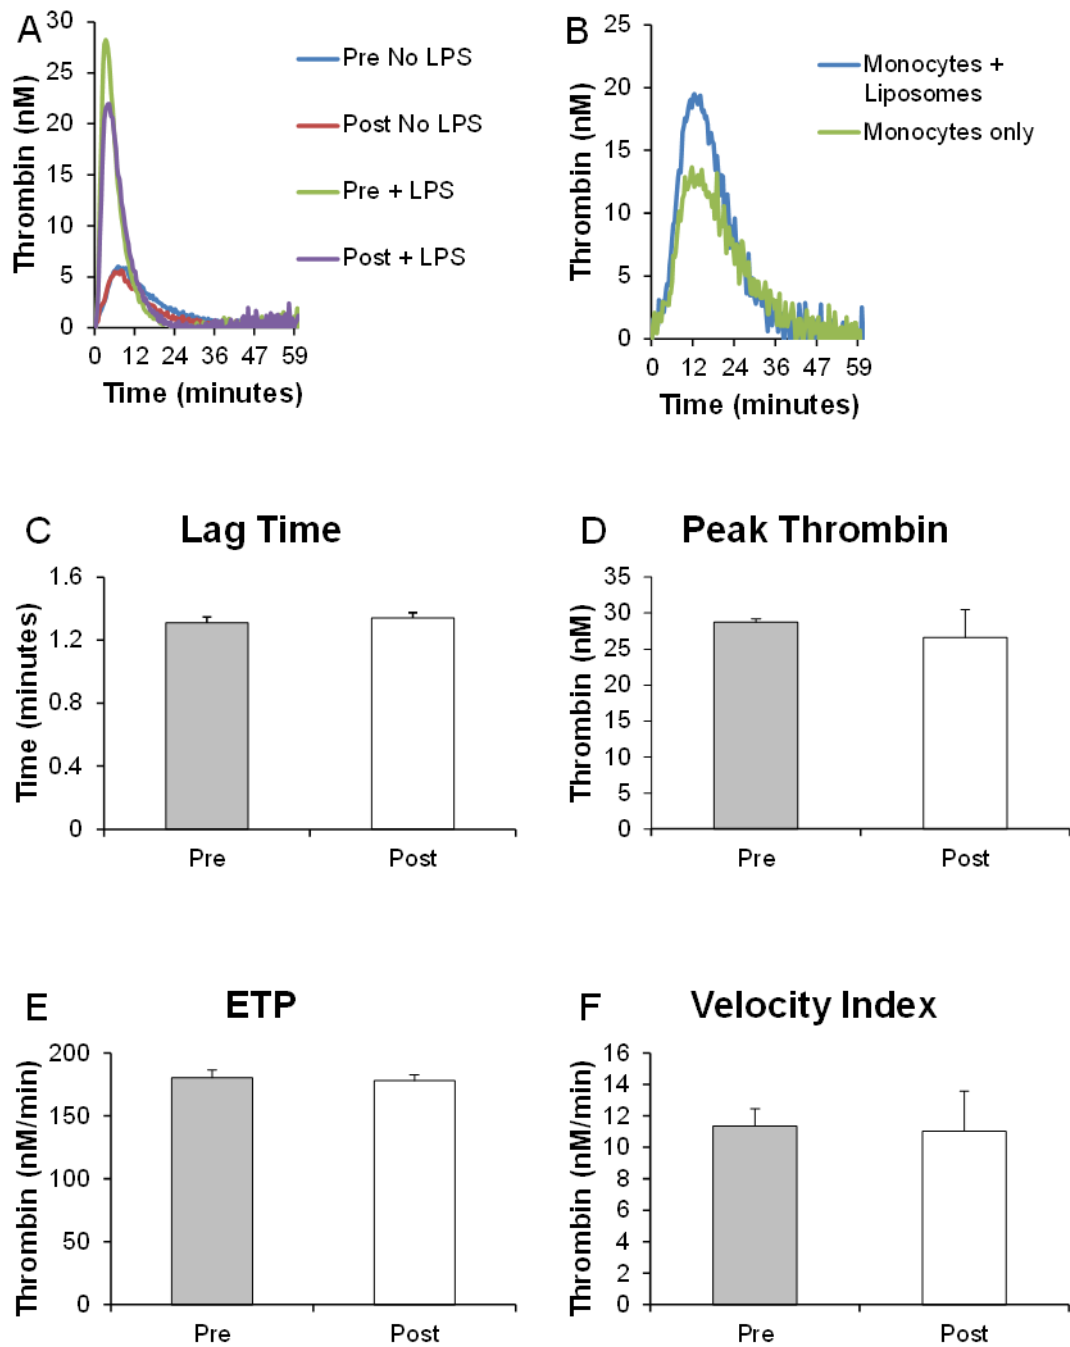 A
Thrombin (nM)
30
25
20
15
10
5
0
0 12 24 36 47 59
Time (minutes)
Pre No LPS
Post No LPS
Pre + LPS
Post + LPS
B
Thrombin (nM)
25
20
15
10
5
0
0 12 24 36 47 59
Time (minutes)
Monocytes +
Liposomes
Monocytes only
C
Lag Time
Time (minutes)
1.6
1.2
0.8
0.4
0
Pre Post
D
Peak Thrombin
Thrombin (nM)
35
30
25
20
15
10
5
0
Pre Post
E
ETP
Thrombin (nM/min)
200
150
100
50
0
Pre Post
F
Velocity Index
Thrombin (nM/min)
16
14
12
10
8
6
4
2
0
Pre Post